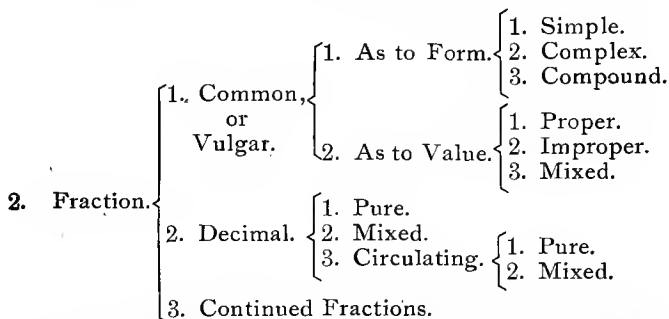 1. Simple.
1. As to Form. 2. Complex.
3. Compound.
1. Common,
or
Vulgar.
1. Proper.
2. As to Value. 2. Improper.
3. Mixed.
2. Fraction.
1. Pure.
2. Decimal. 2. Mixed.
3. Circulating. 1. Pure.
2. Mixed.
3. Continued Fractions.